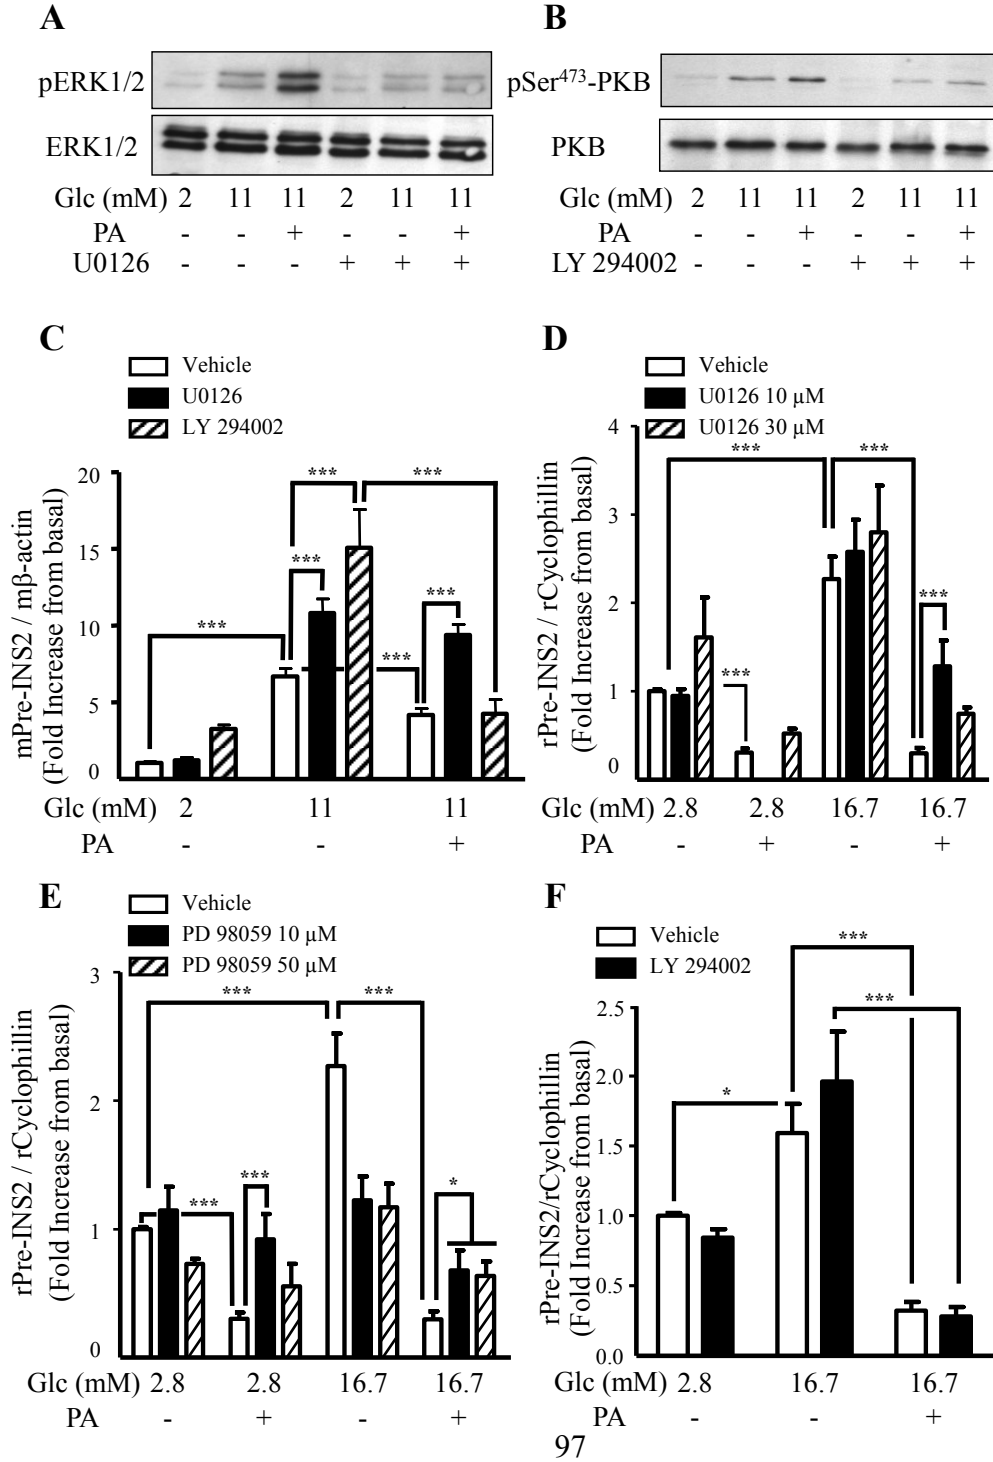 A
pERK1/2
ERK1/2
Glc (mM) 2 11 11 2 11 11
PA - - + - - +
U0126 - - - + + +
B
pSer473-PKB
PKB
Glc (mM) 2 11 11 2 11 11
PA - - + - - +
LY 294002 - - - + + +
C
Vehicle
U0126
LY 294002
mPre-INS2 / mβ-actin
(Fold Increase from basal)
20
15
10
5
0
***
***
***
***
***
***
Glc (mM) 2 11 11
PA - - +
D
Vehicle
U0126 10 µM
U0126 30 µM
rPre-INS2 / rCyclophillin
(Fold Increase from basal)
4
3
2
1
0
***
***
***
***
Glc (mM) 2.8 2.8 16.7 16.7
PA - + - +
E
Vehicle
PD 98059 10 µM
PD 98059 50 µM
rPre-INS2 / rCyclophillin
(Fold Increase from basal)
3
2
1
0
***
***
***
***
*
Glc (mM) 2.8 2.8 16.7 16.7
PA - + - +
F
Vehicle
LY 294002
rPre-INS2/rCyclophillin
(Fold Increase from basal)
2.5
2.0
1.5
1.0
0.5
0.0
***
***
*
Glc (mM) 2.8 16.7 16.7
PA - - +
97